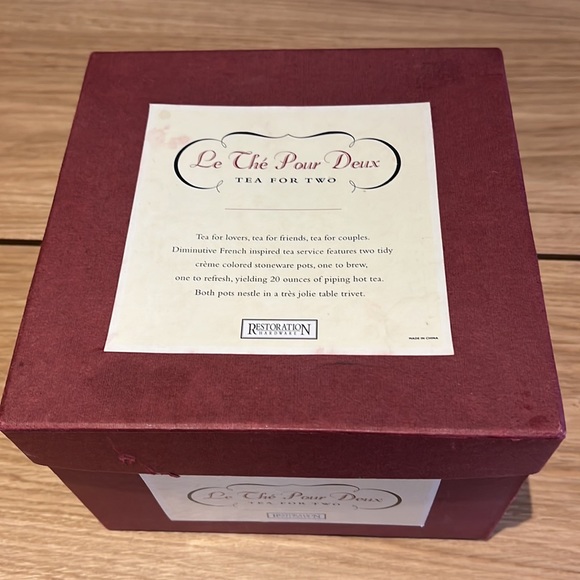 Le Thé Pour Deux
TEA FOR TWO
Tea for lovers, tea for friends, tea for couples.
Diminutive French inspired tea service features two tidy
crème colored stoneware pots, one to brew,
one to refresh, yielding 20 ounces of piping hot tea.
Both pots nestle in a très jolie table trivet.
RESTORATION
HARDWARE
MADE IN CHINA
Le Thé Pour Deux
TEA FOR TWO
RESTORATION
HARDWARE